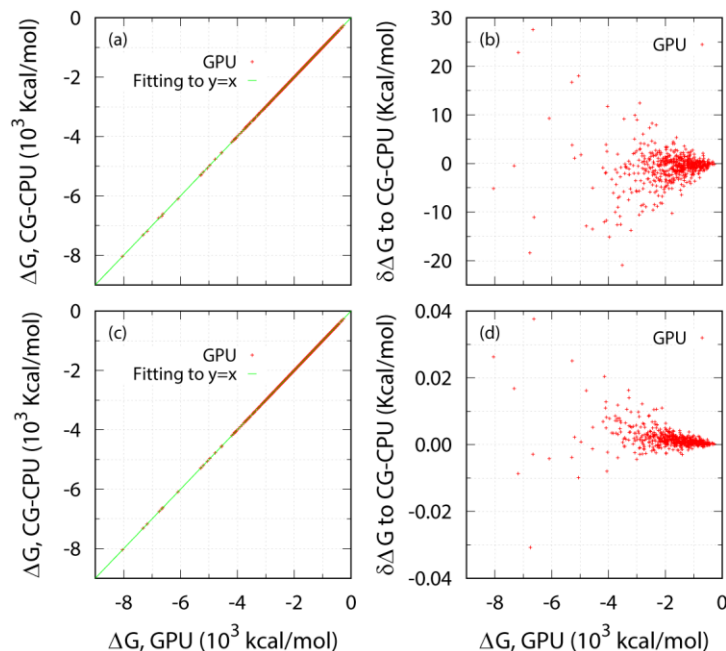 (a)
GPU
Fitting to y=x
0
-2
-4
-6
-8
ΔG, CG-CPU (10³ Kcal/mol)
(b)
GPU
30
20
10
0
-10
-20
δΔG to CG-CPU (Kcal/mol)
(c)
GPU
Fitting to y=x
0
-2
-4
-6
-8
ΔG, CG-CPU (10³ Kcal/mol)
-8 -6 -4 -2 0
ΔG, GPU (10³ kcal/mol)
(d)
GPU
0.04
0.02
0.00
-0.02
-0.04
δΔG to CG-CPU (Kcal/mol)
-8 -6 -4 -2 0
ΔG, GPU (10³ kcal/mol)